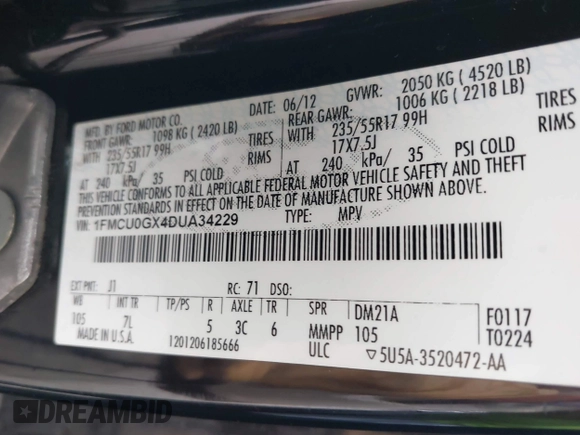 MFD. BY FORD MOTOR CO.
DATE: 06/12 GVWR: 2050 KG ( 4520 LB)
FRONT GAWR: 1098 KG ( 2420 LB) REAR GAWR: 1006 KG ( 2218 LB)
WITH 235/55R17 99H TIRES WITH 235/55R17 99H TIRES
17X7.5J RIMS 17X7.5J RIMS
AT 240 kPa/ 35 PSI COLD AT 240 kPa/ 35 PSI COLD
THIS VEHICLE CONFORMS TO ALL APPLICABLE FEDERAL MOTOR VEHICLE SAFETY AND THEFT
PREVENTION STANDARDS IN EFFECT ON THE DATE OF MANUFACTURE SHOWN ABOVE.
VIN: 1FMCU0GX4DUA34229 TYPE: MPV
EXT PNT: J1 RC: 71 DSO:
WB INT TR TP/PS R AXLE TR SPR DM21A F0117
105 7L 5 3C 6 MMPP 105 T0224
MADE IN U.S.A. 1201206185666 ULC ▽5U5A-3520472-AA
DREAMBID